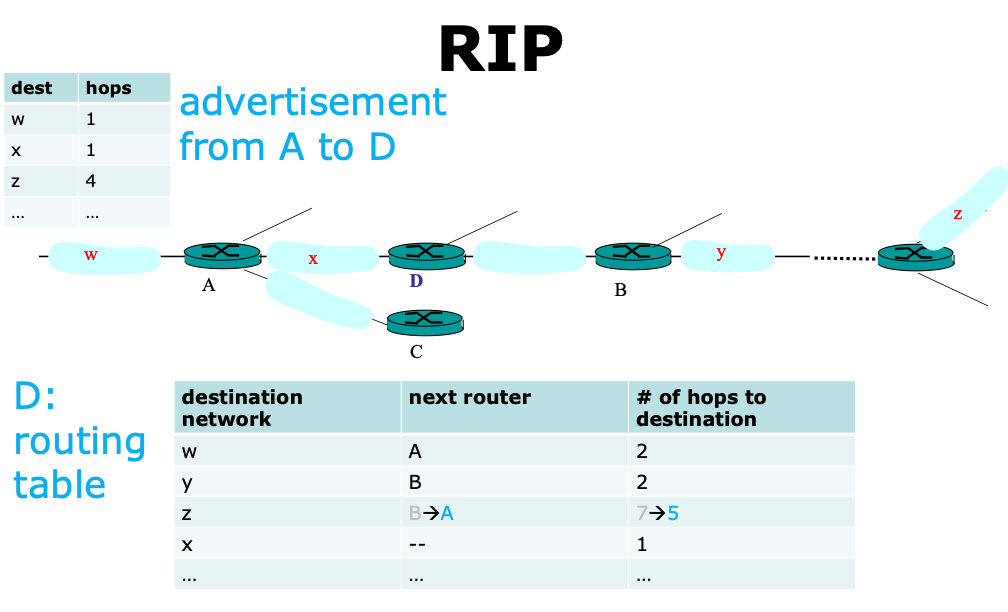 RIP
dest hops
w 1
x 1
z 4
... ...
advertisement
from A to D
w
x
y
z
A
D
B
C
D:
routing
table
destination network next router # of hops to destination
w A 2
y B 2
z B→A 7→5
x -- 1
... ... ...